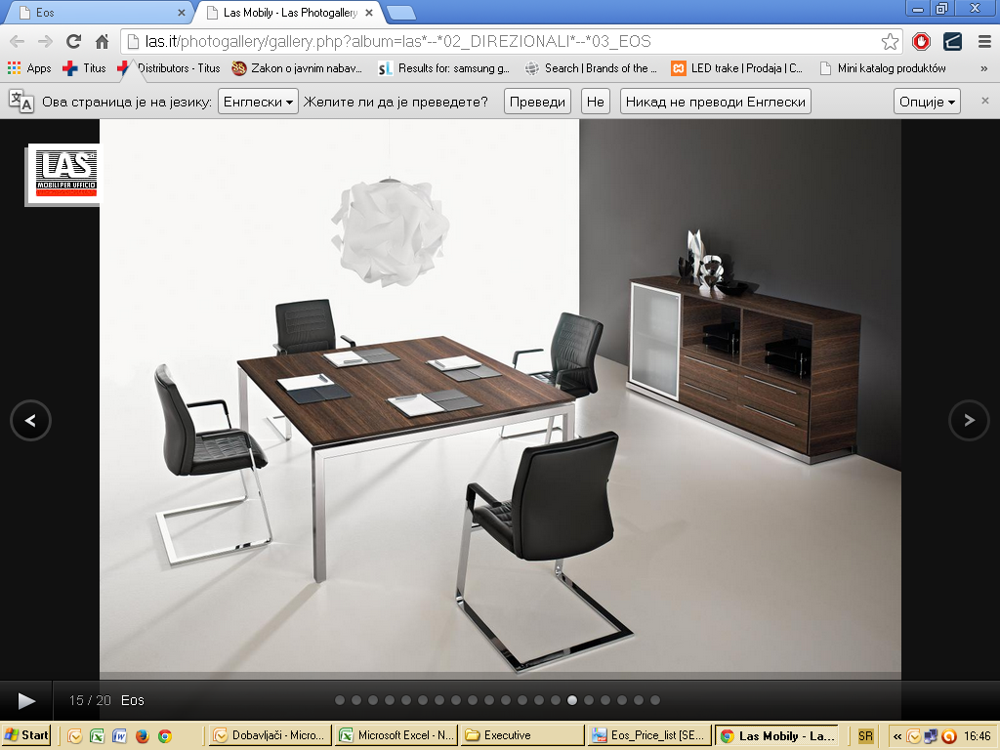 Eos
Las Mobily - Las Photogallery
las.it/photogallery/gallery.php?album=las*--*02_DIREZIONALI*--*03_EOS
Apps Titus Distributors - Titus Zakon o javnim nabav... Results for: samsung g... Search | Brands of the ... LED trake | Prodaja | C... Mini katalog produktów »
Ова страница је на језику: Енглески Желите ли да је преведете? Преведи Не Никад не преводи Енглески Опције
LAS
MOBILI PER UFFICIO
15 / 20 Eos
Start Dobavljači - Micro... Microsoft Excel - N... Executive Eos_Price_list [SE... Las Mobily - La... SR « 16:46